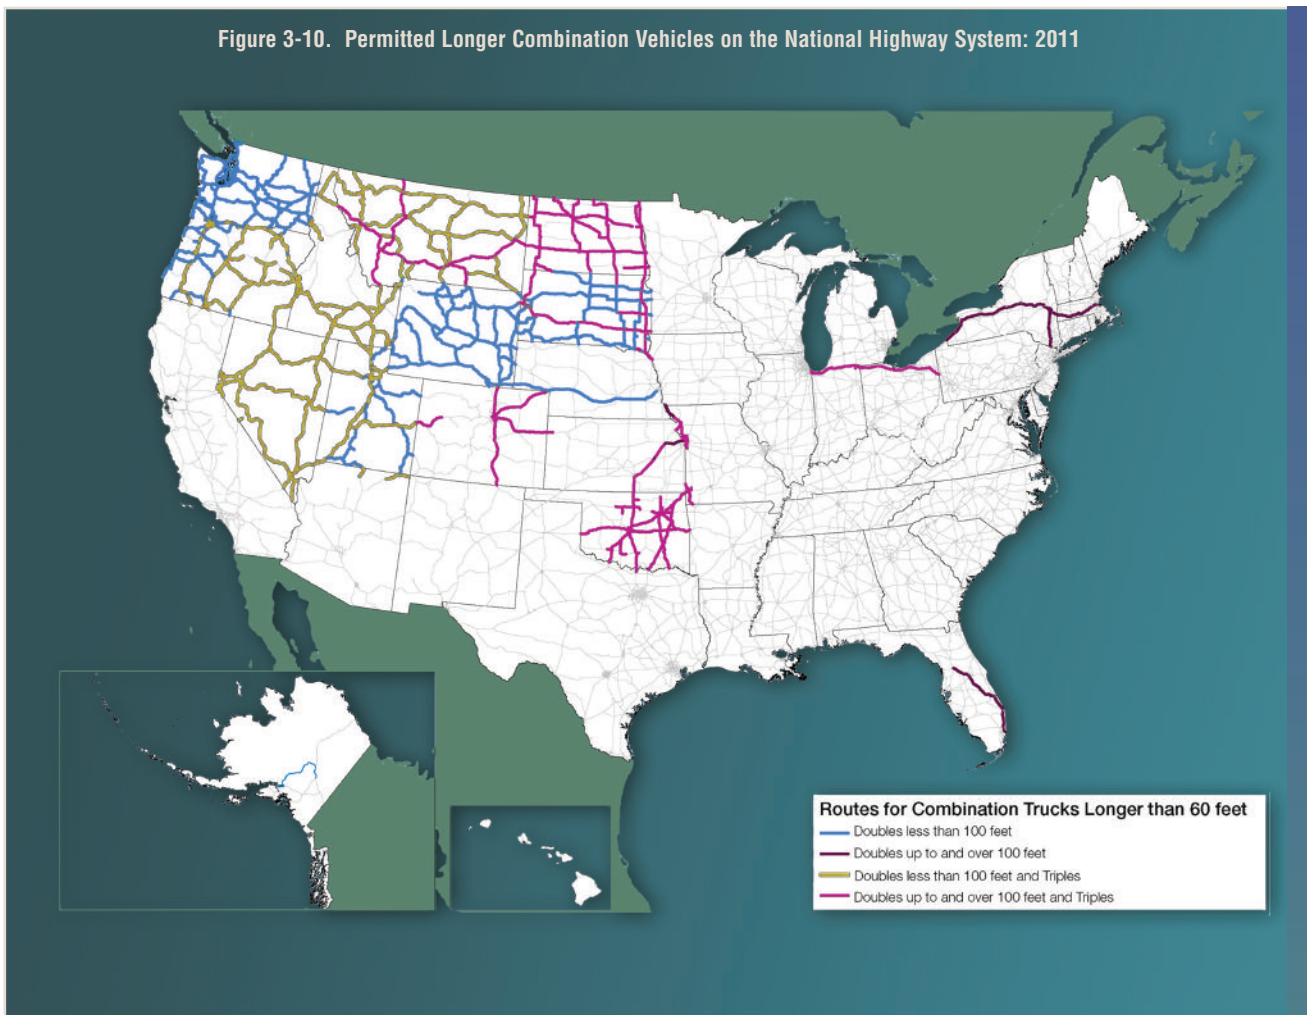 Figure 3-10. Permitted Longer Combination Vehicles on the National Highway System: 2011
Routes for Combination Trucks Longer than 60 feet
Doubles less than 100 feet
Doubles up to and over 100 feet
Doubles less than 100 feet and Triples
Doubles up to and over 100 feet and Triples